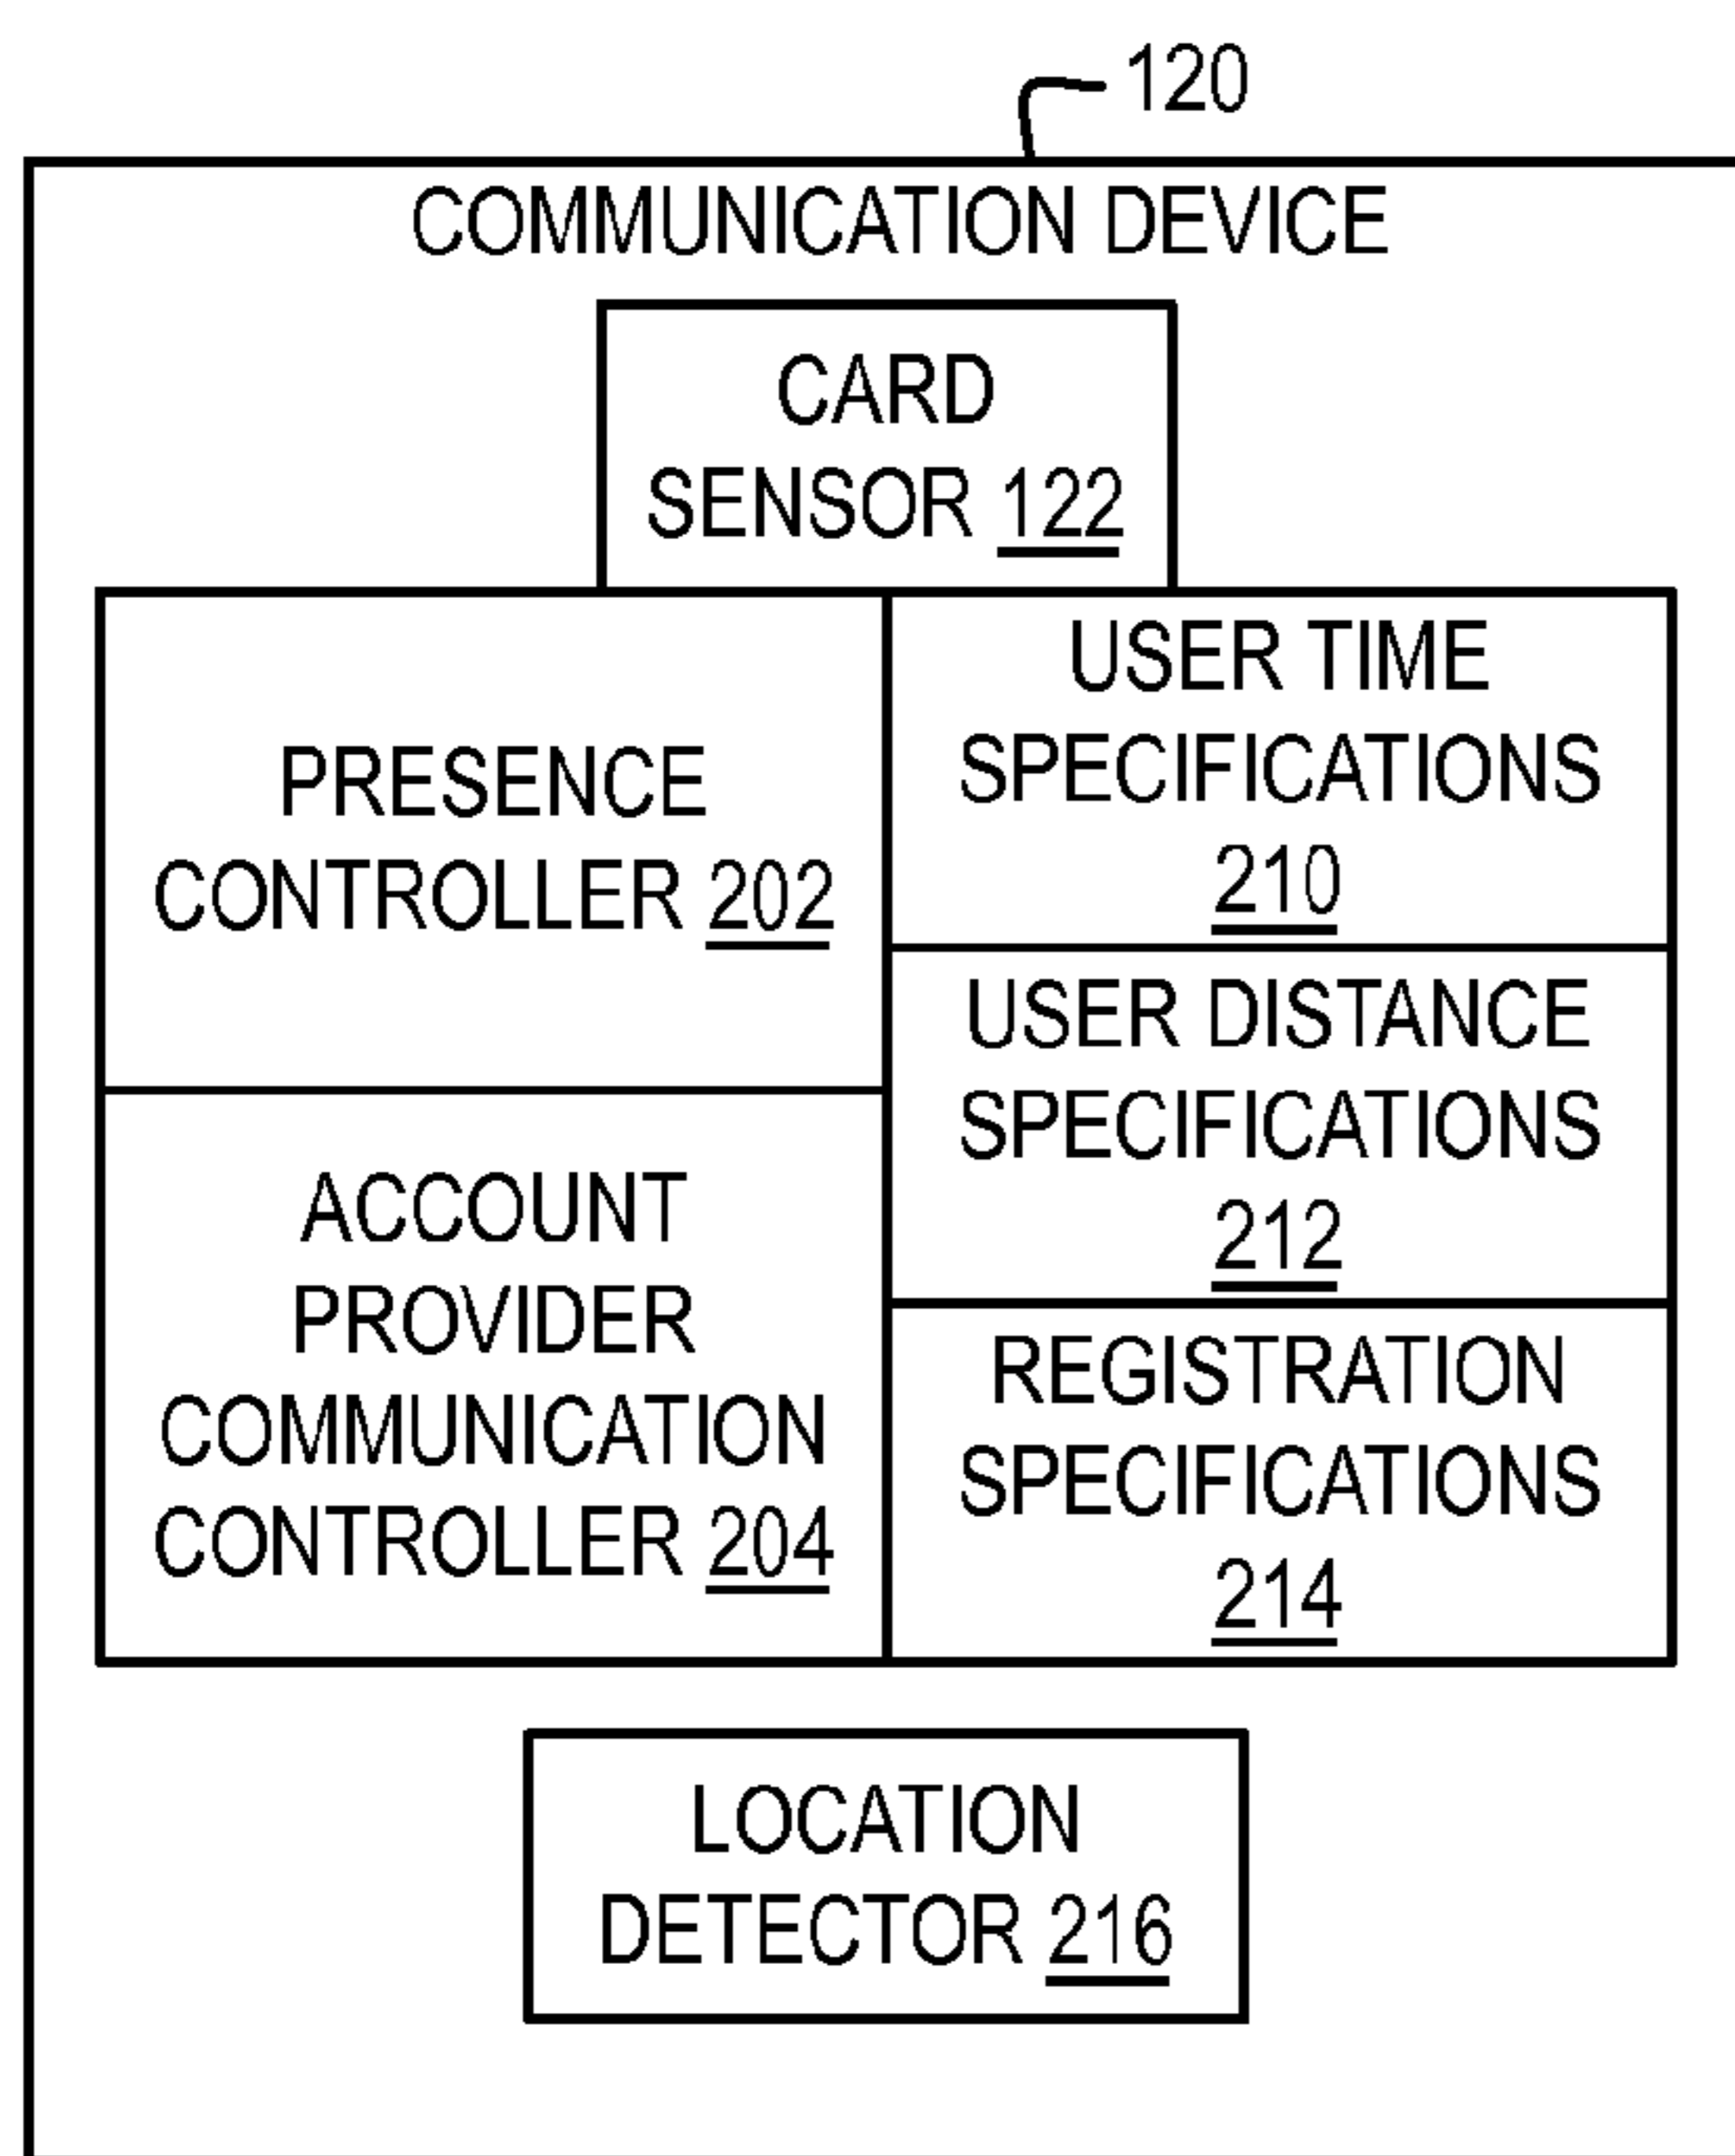 120
COMMUNICATION DEVICE
CARD
SENSOR 122
PRESENCE
CONTROLLER 202
ACCOUNT
PROVIDER
COMMUNICATION
CONTROLLER 204
USER TIME
SPECIFICATIONS
210
USER DISTANCE
SPECIFICATIONS
212
REGISTRATION
SPECIFICATIONS
214
LOCATION
DETECTOR 216